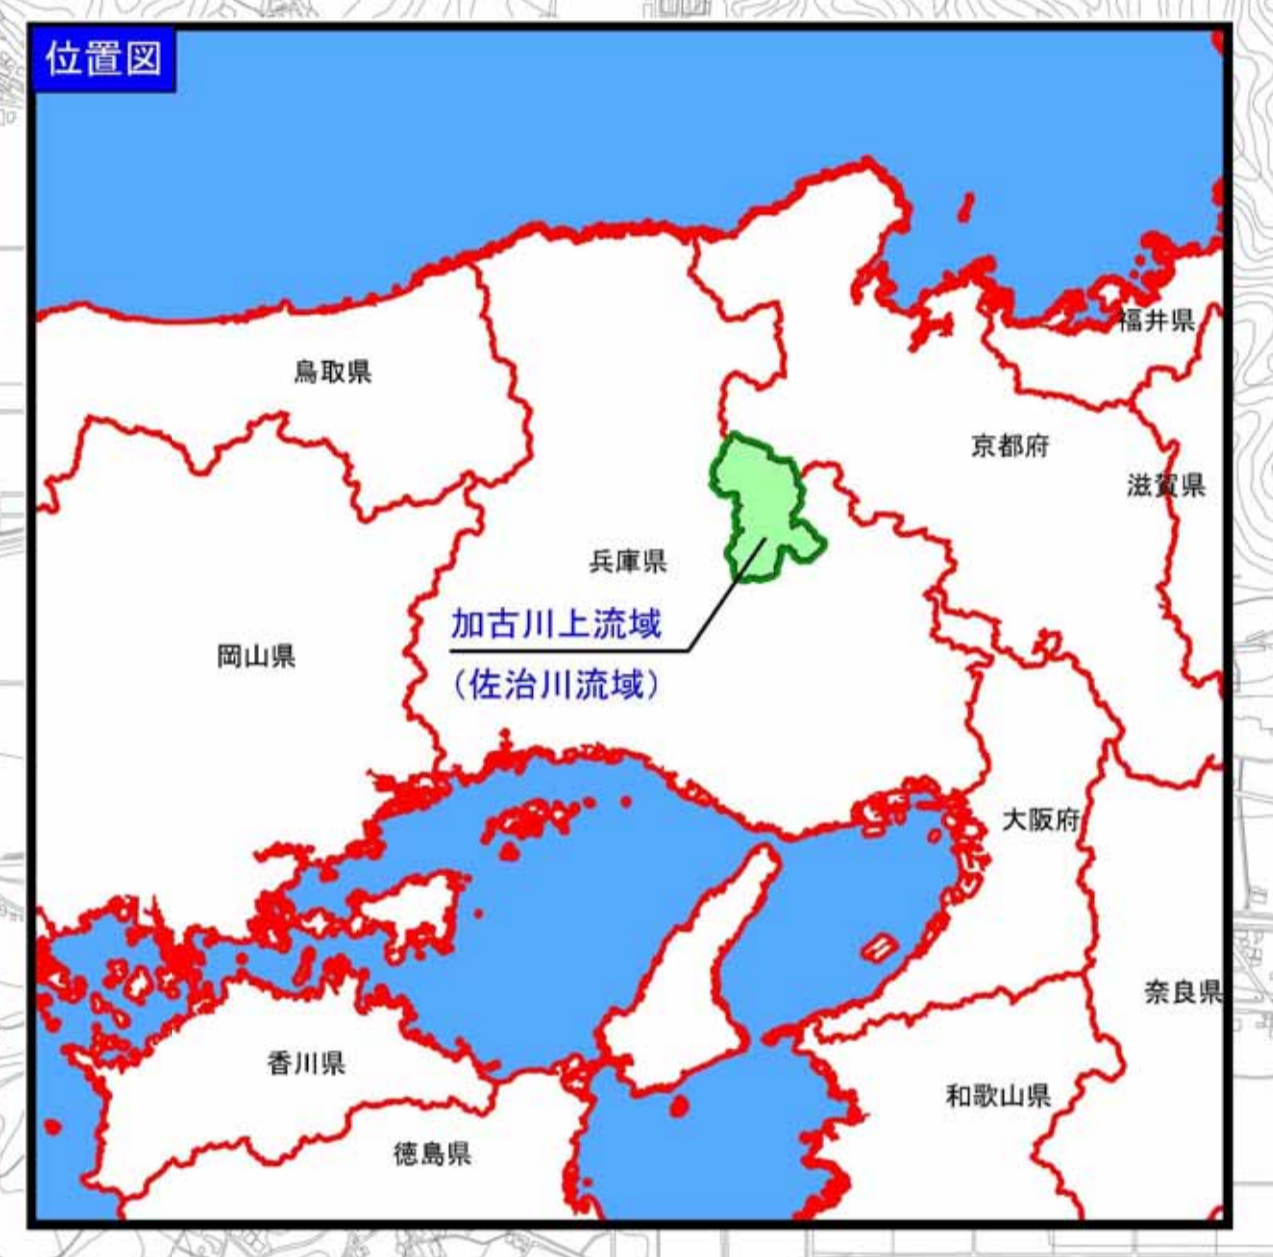 位置図
福井県
鳥取県
京都府
滋賀県
兵庫県
加古川上流域
（佐治川流域）
岡山県
大阪府
奈良県
香川県
和歌山県
徳島県